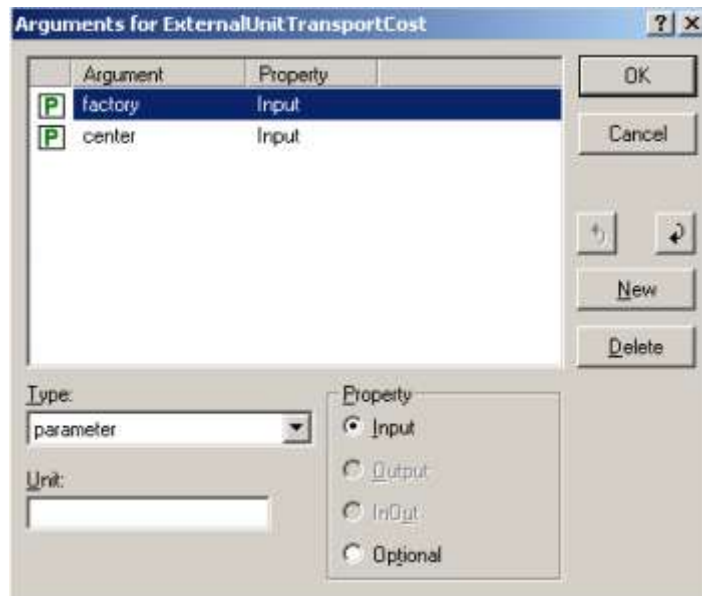 Arguments for ExternalUnitTransportCost
Argument Property
P factory Input
P center Input
OK
Cancel
New
Delete
Type:
parameter
Unit:
Property
Input
Output
InOut
Optional